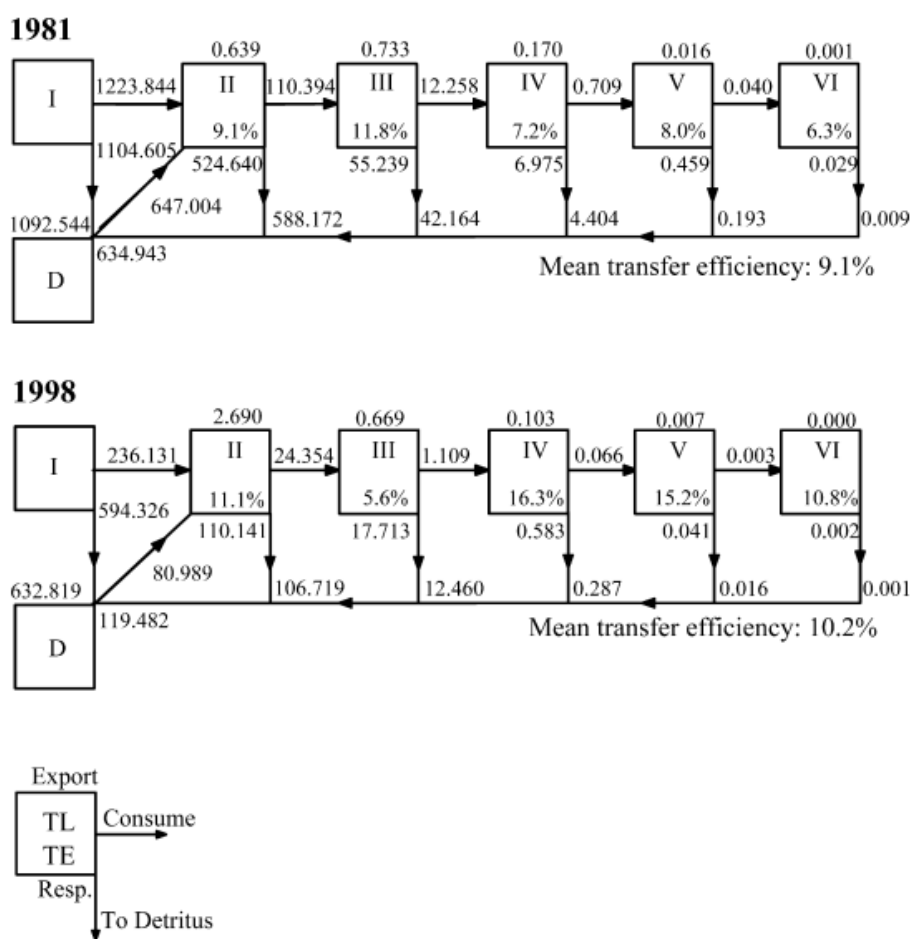 1981
0.639 0.733 0.170 0.016 0.001
I 1223.844 II 110.394 III 12.258 IV 0.709 V 0.040 VI
9.1% 11.8% 7.2% 8.0% 6.3%
1104.605 524.640 55.239 6.975 0.459 0.029
647.004
1092.544 588.172 42.164 4.404 0.193 0.009
634.943
D
Mean transfer efficiency: 9.1%
1998
2.690 0.669 0.103 0.007 0.000
I 236.131 II 24.354 III 1.109 IV 0.066 V 0.003 VI
11.1% 5.6% 16.3% 15.2% 10.8%
594.326 110.141 17.713 0.583 0.041 0.002
80.989
632.819 106.719 12.460 0.287 0.016 0.001
119.482
Mean transfer efficiency: 10.2%
D
Export
TL Consume
TE
Resp.
To Detritus